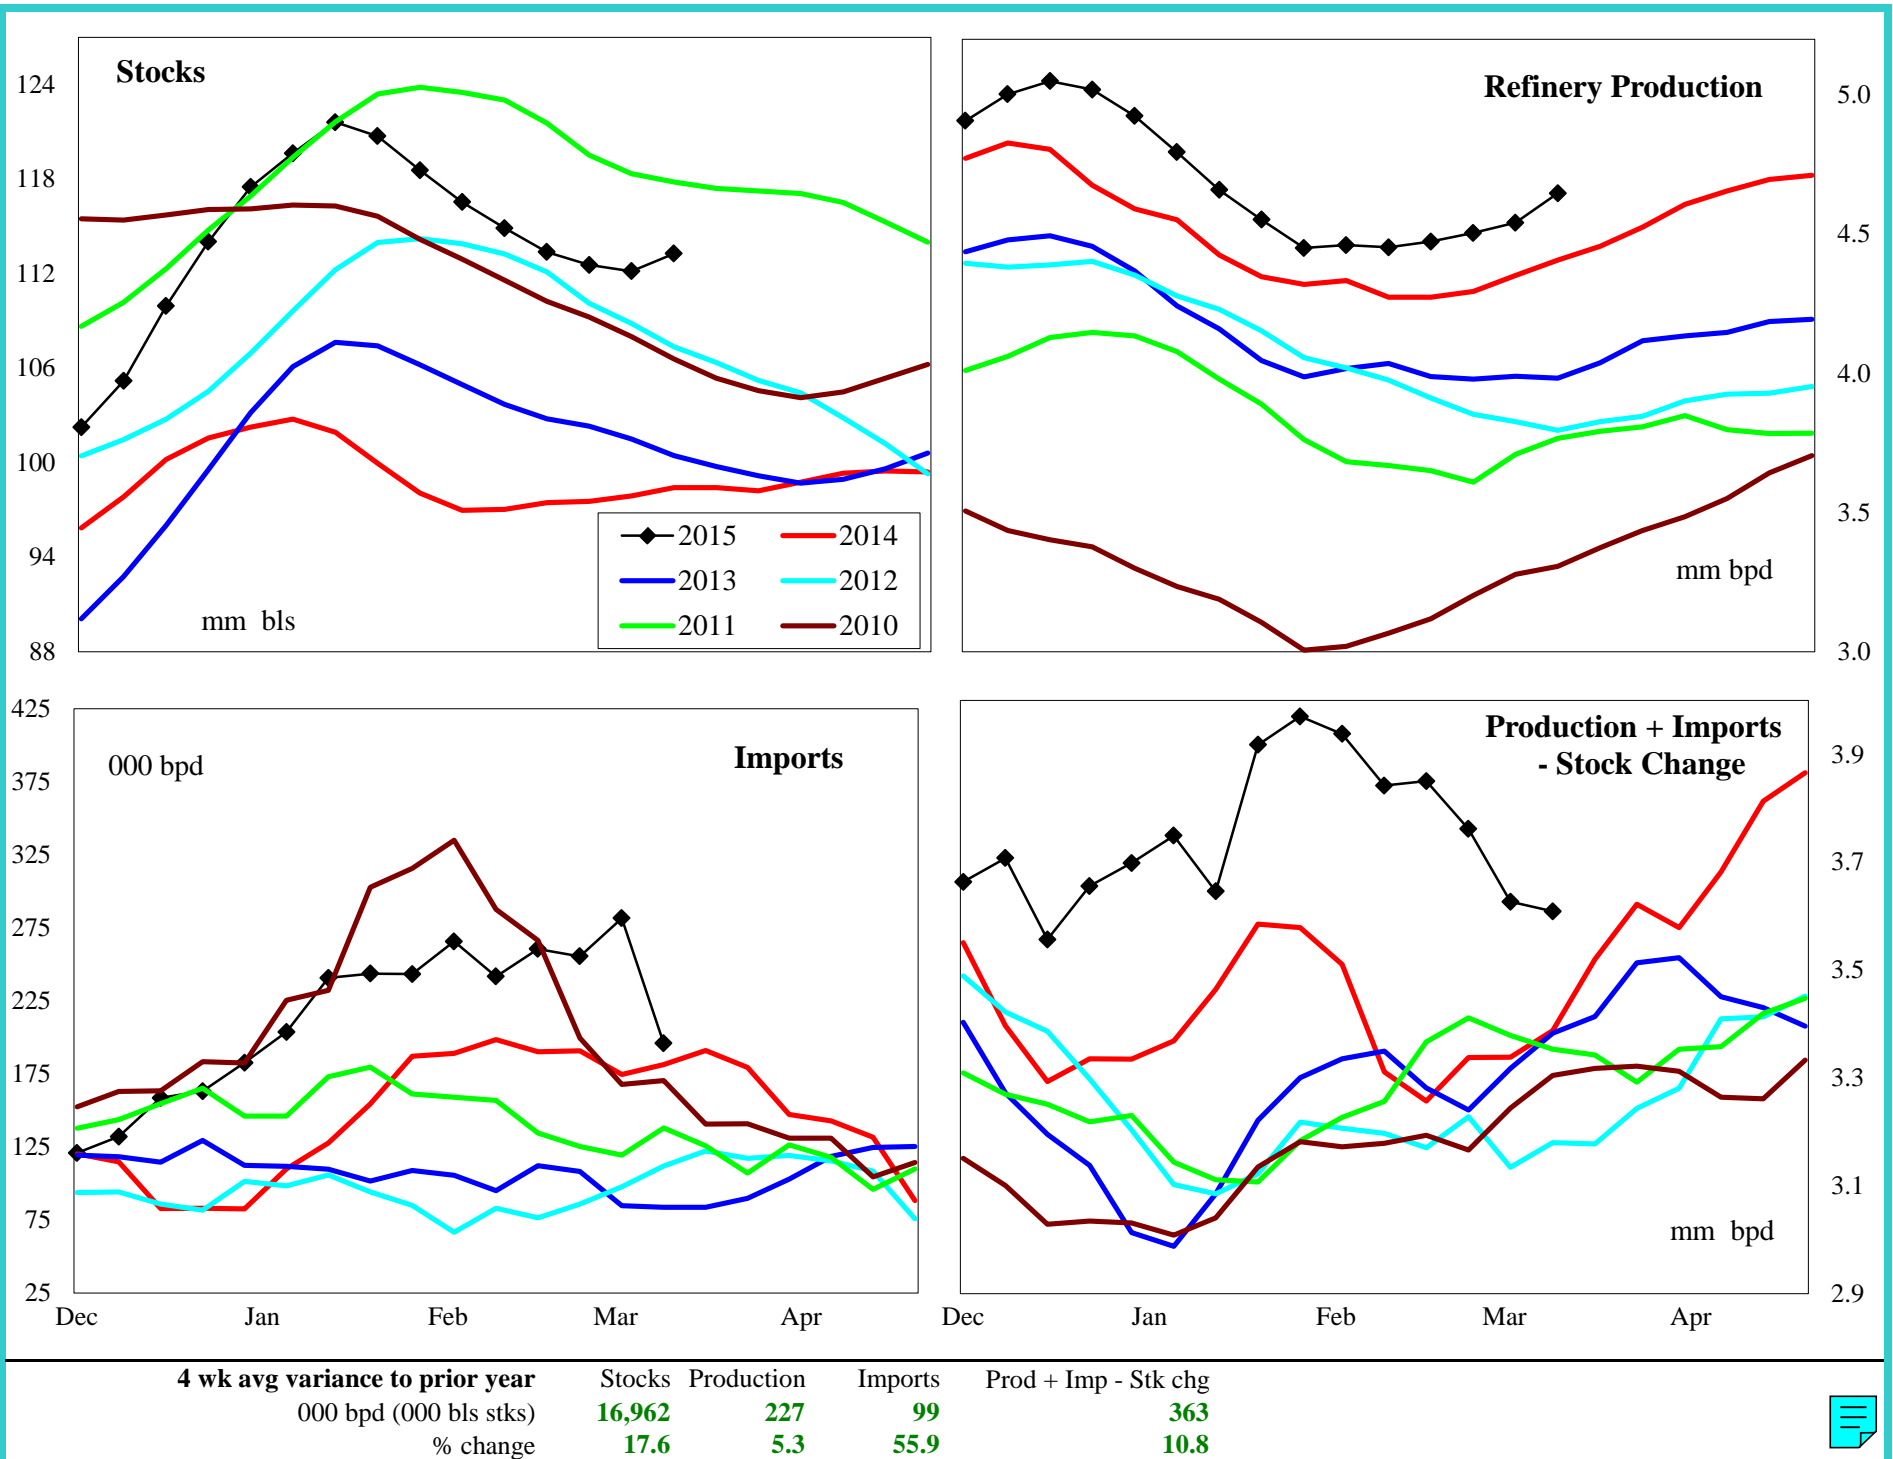 Stocks
124
118
112
106
100
94
88
mm bls
2015 2014
2013 2012
2011 2010
Refinery Production
5.0
4.5
4.0
3.5
3.0
mm bpd
425
375
325
275
225
175
125
75
25
000 bpd
Imports
Dec Jan Feb Mar Apr
Production + Imports
- Stock Change
3.9
3.7
3.5
3.3
3.1
2.9
mm bpd
Dec Jan Feb Mar Apr
4 wk avg variance to prior year Stocks Production Imports Prod + Imp - Stk chg
000 bpd (000 bls stks) 16,962 227 99 363
% change 17.6 5.3 55.9 10.8